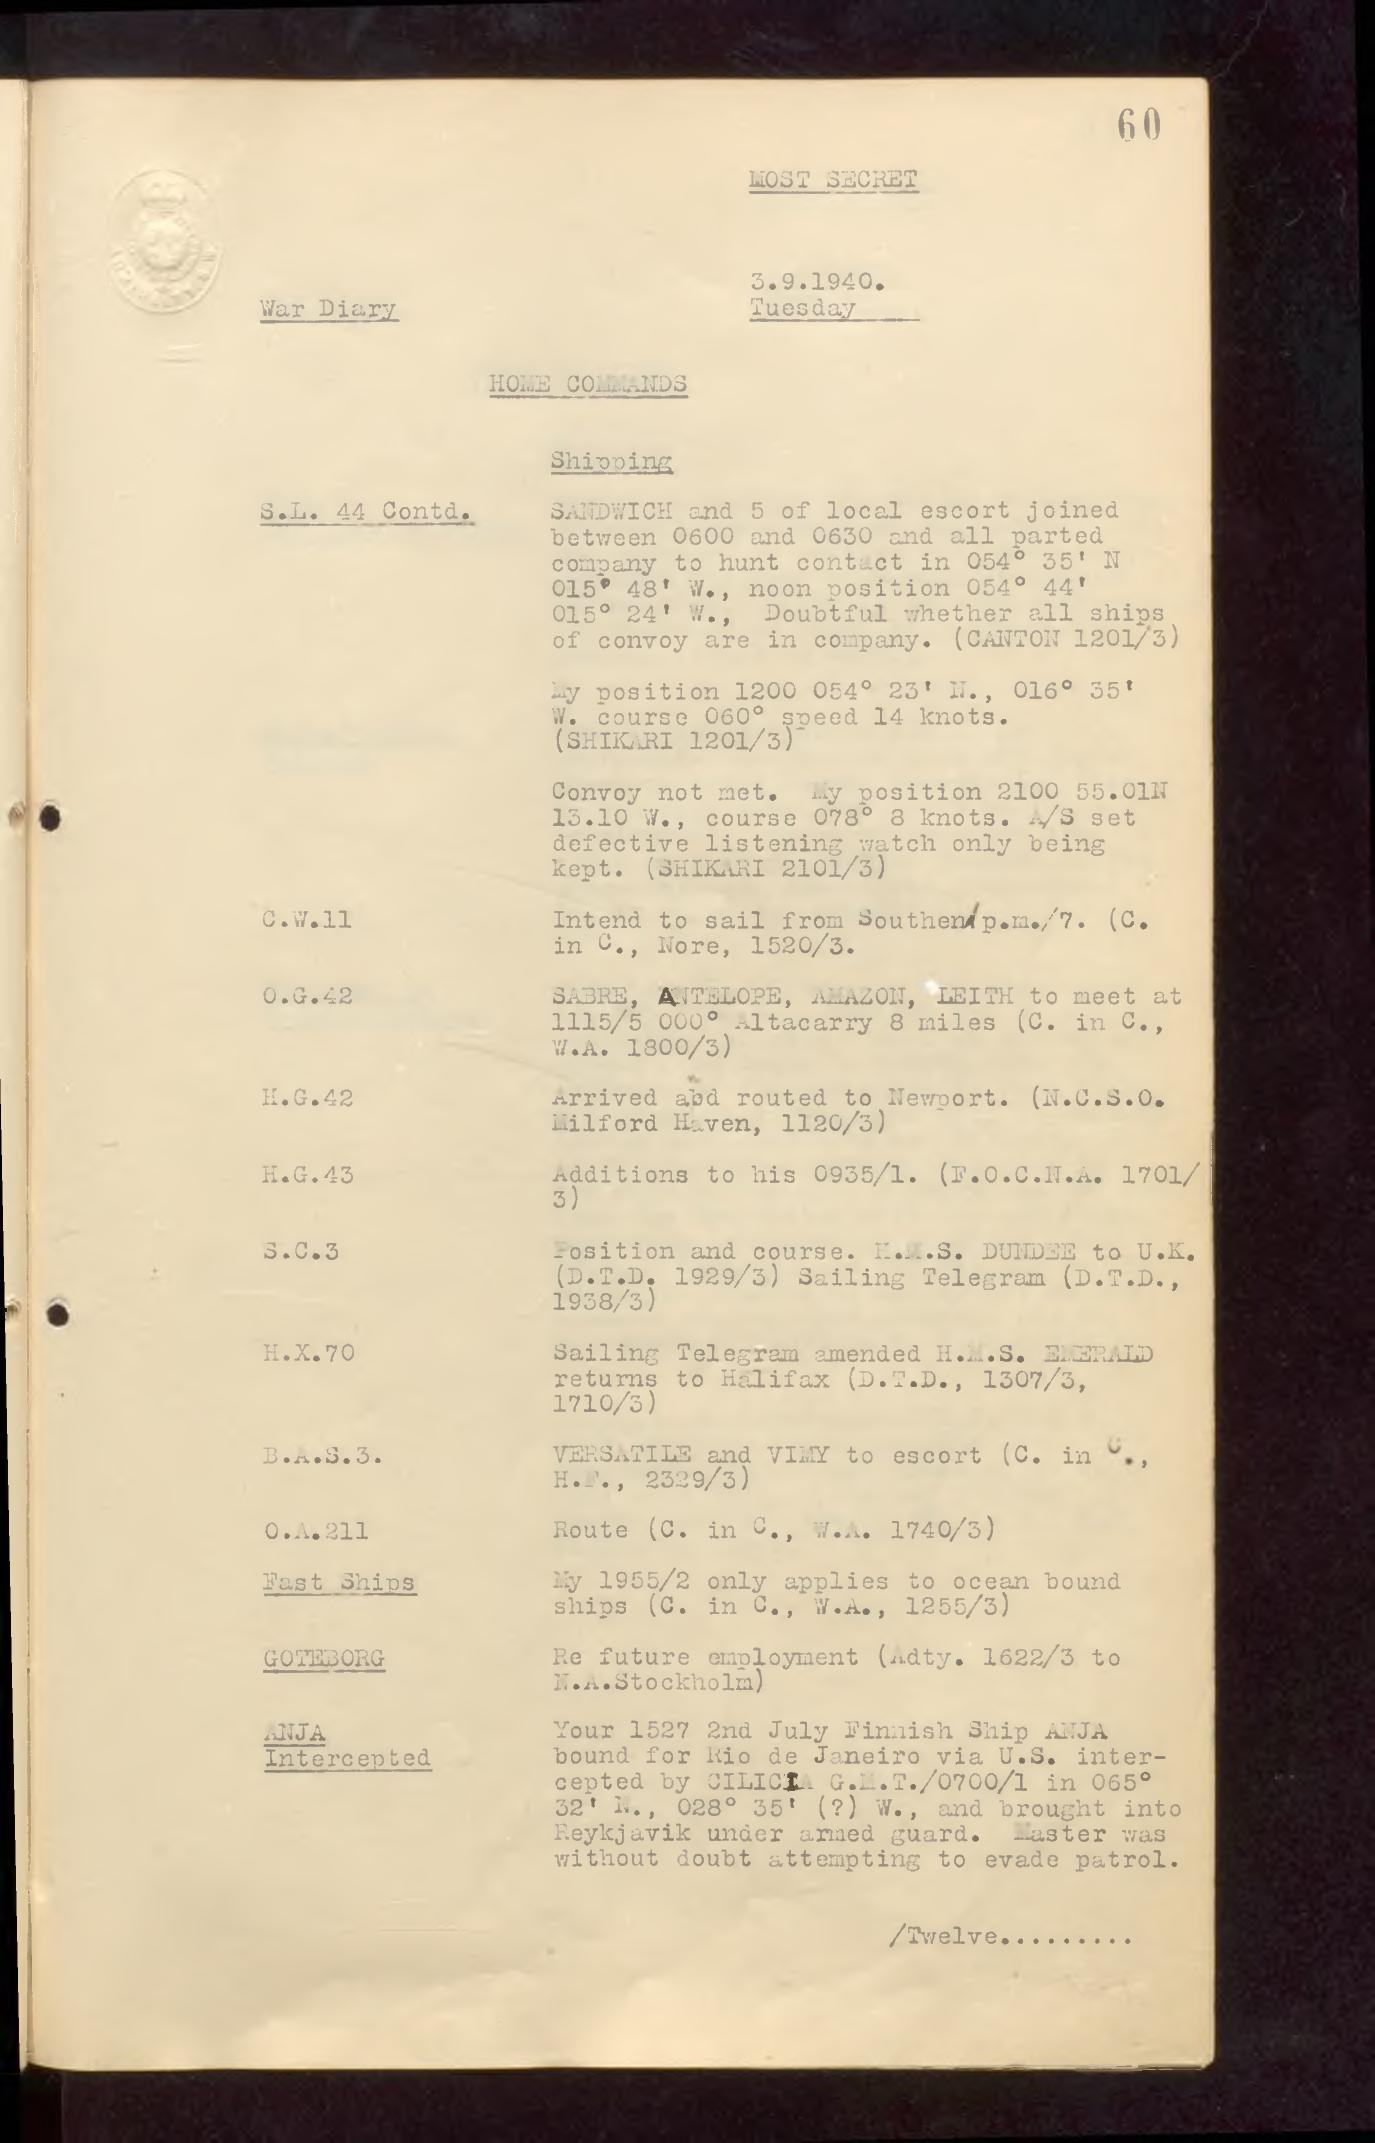 60
MOST SECRET
3.9.1940.
War Diary
Tuesday
HOME COMMANDS
Shipping
S.L. 44 Contd.
SANDWICH and 5 of local escort joined
between 0600 and 0630 and all parted
company to hunt contact in 054° 35' N
015° 48' W., noon position 054° 44'
015° 24' W., Doubtful whether all ships
of convoy are in company. (CANTON 1201/3)
My position 1200 054° 23' N., 016° 35'
W. course 060° speed 14 knots.
(SHIKARI 1201/3)
Convoy not met. My position 2100 55.01N
13.10 W., course 078° 8 knots. A/S set
defective listening watch only being
kept. (SHIKARI 2101/3)
C.W.11
Intend to sail from Southend p.m./7. (C.
in C., Nore, 1520/3.
O.G.42
SABRE, ANTELOPE, AMAZON, LEITH to meet at
1115/5 000° Altacarry 8 miles (C. in C.,
W.A. 1800/3)
H.G.42
Arrived abd routed to Newport. (N.C.S.O.
Milford Haven, 1120/3)
H.G.43
Additions to his 0935/1. (F.O.C.N.A. 1701/
3)
S.C.3
Position and course. H.M.S. DUNDEE to U.K.
(D.T.D. 1929/3) Sailing Telegram (D.T.D.,
1938/3)
H.X.70
Sailing Telegram amended H.M.S. EMERALD
returns to Halifax (D.T.D., 1307/3,
1710/3)
B.A.S.3.
VERSATILE and VIMY to escort (C. in C.,
H.F., 2329/3)
O.A.211
Route (C. in C., W.A. 1740/3)
Fast Ships
My 1955/2 only applies to ocean bound
ships (C. in C., W.A., 1255/3)
GOTEBORG
Re future employment (Adty. 1622/3 to
N.A.Stockholm)
ANJA
Intercepted
Your 1527 2nd July Finnish Ship ANJA
bound for Rio de Janeiro via U.S. inter-
cepted by CILICIA G.M.T./0700/1 in 065°
32' N., 028° 35' (?) W., and brought into
Reykjavik under armed guard. Master was
without doubt attempting to evade patrol.
/Twelve.........